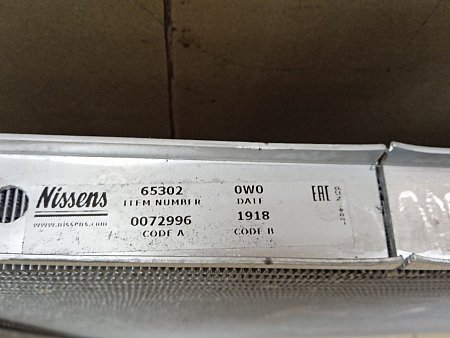 Nissens
www.nissens.com
65302 0W0
ITEM NUMBER DATE
0072996 1918
CODE A CODE B
EAC